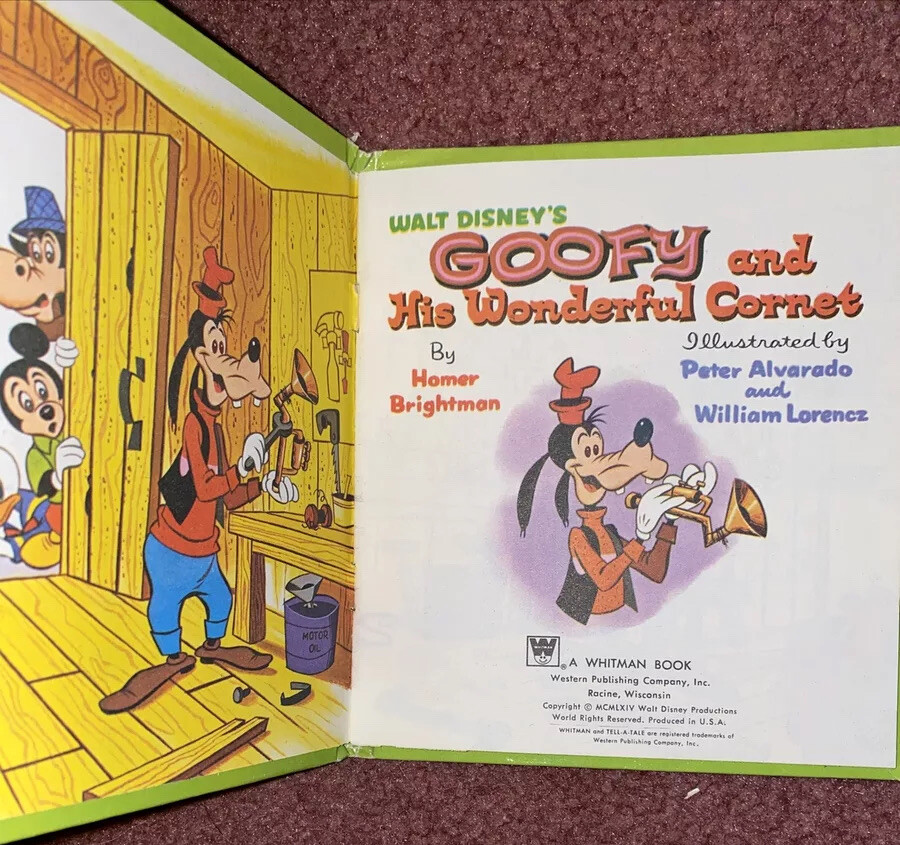 MOTOR
OIL
WALT DISNEY'S
GOOFY and
His Wonderful Cornet
By
Homer
Brightman
Illustrated by
Peter Alvarado
and
William Lorencz
W
WHITMAN
®
A WHITMAN BOOK
Western Publishing Company, Inc.
Racine, Wisconsin
Copyright © MCMLXIV Walt Disney Productions
World Rights Reserved. Produced in U.S.A.
WHITMAN and TELL-A-TALE are registered trademarks of
Western Publishing Company, Inc.